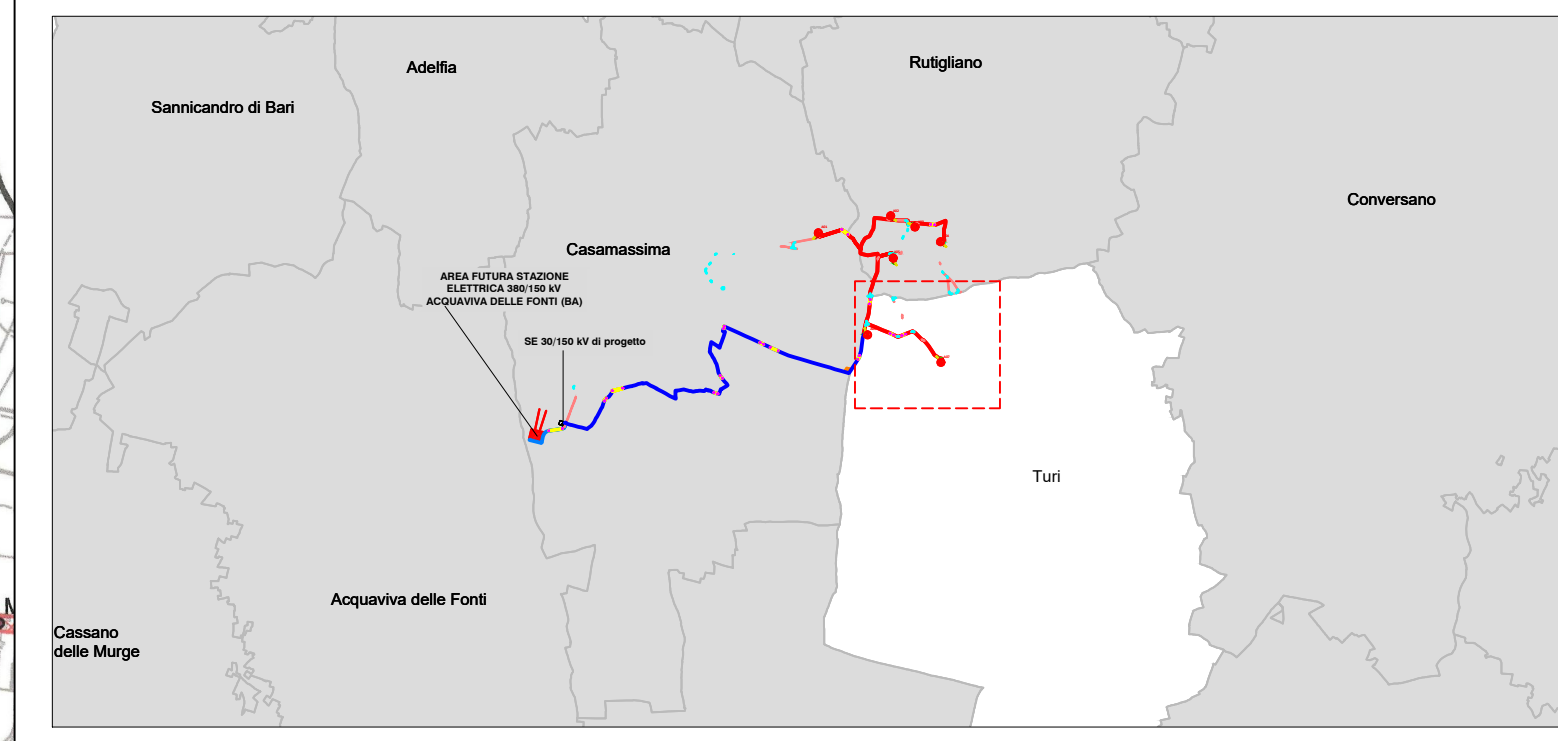 Adelfia
Rutigliano
Sannicandro di Bari
Conversano
Casamassima
AREA FUTURA STAZIONE
ELETTRICA 380/150 kV
ACQUAVIVA DELLE FONTI (BA)
SE 30/150 kV di progetto
Turi
Acquaviva delle Fonti
Cassano
delle Murge